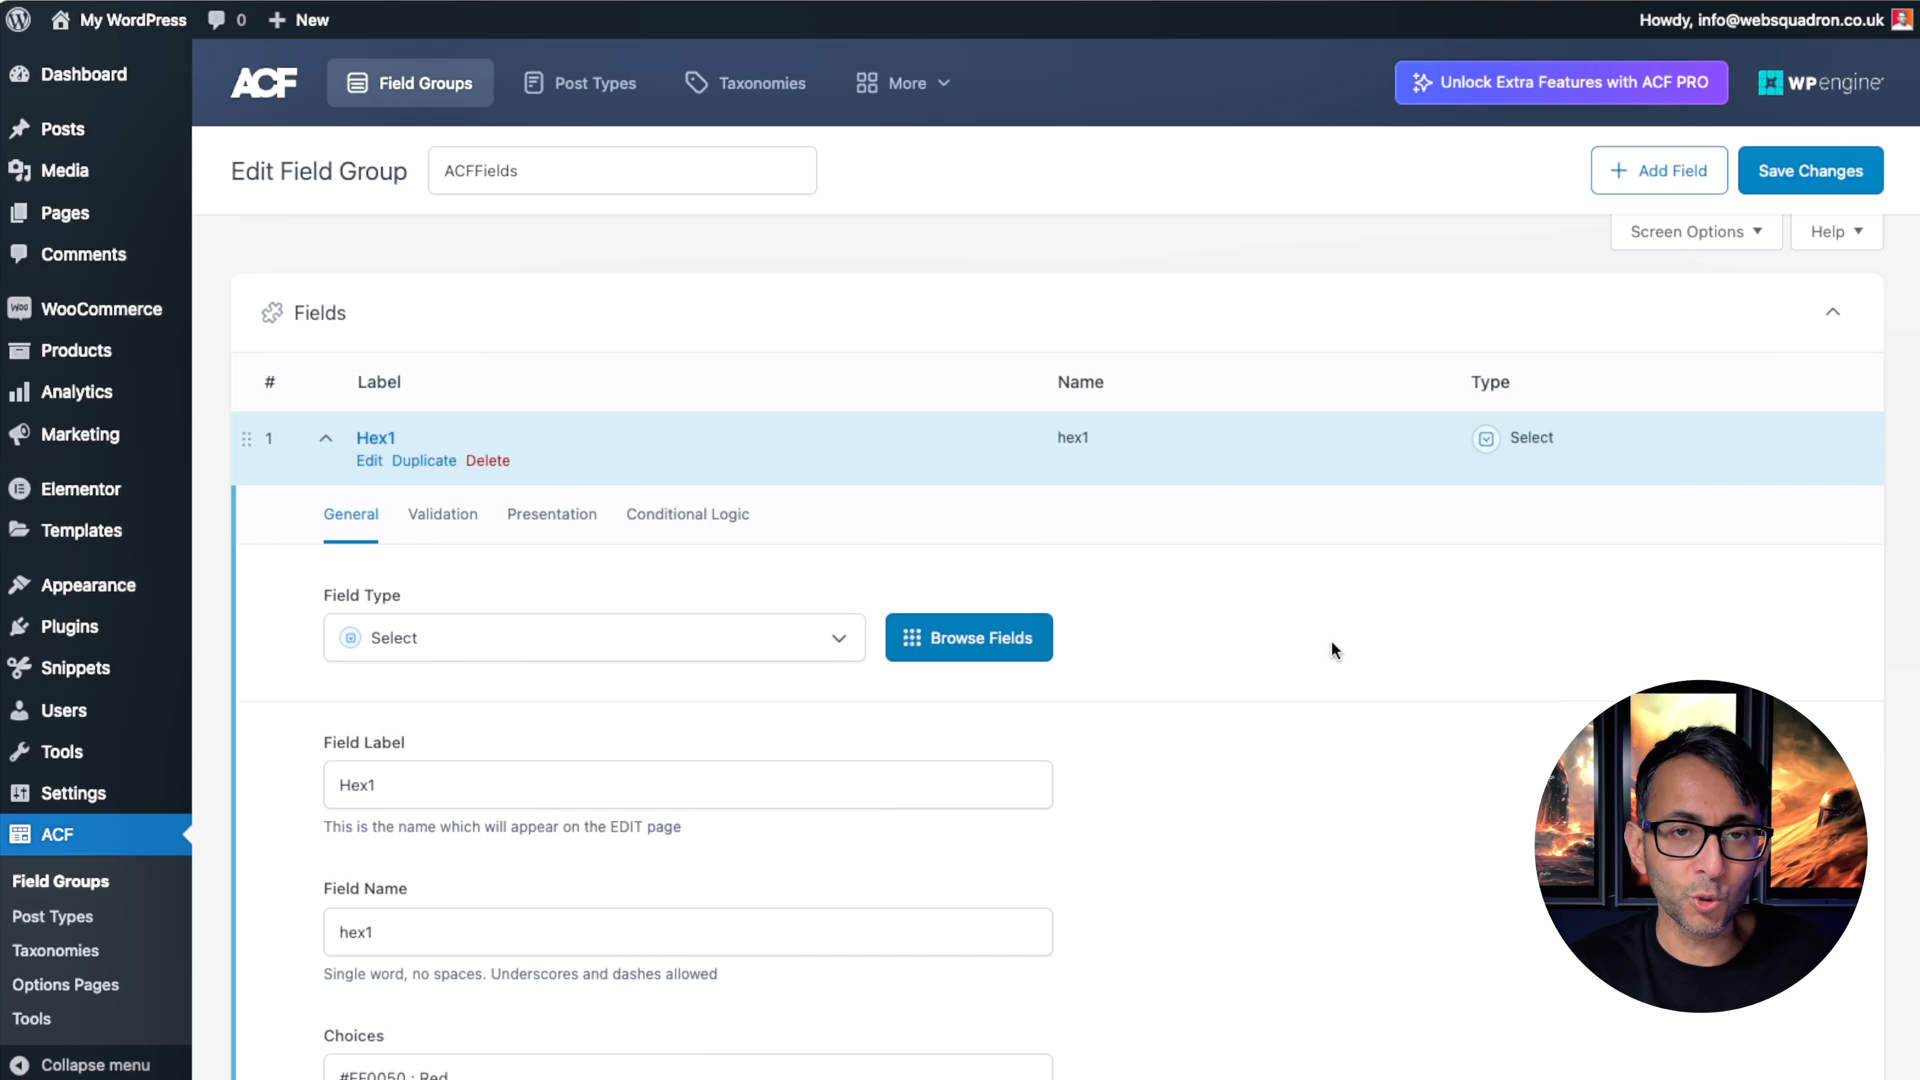 My WordPress 0 New Howdy, info@websquadron.co.uk
Dashboard
Posts
Media
Pages
Comments
WooCommerce
Products
Analytics
Marketing
Elementor
Templates
Appearance
Plugins
Snippets
Users
Tools
Settings
ACF
Field Groups
Post Types
Taxonomies
Options Pages
Tools
Collapse menu
ACF Field Groups Post Types Taxonomies More Unlock Extra Features with ACF PRO WPengine
Edit Field Group ACFFields Add Field Save Changes
Screen Options Help
Fields
# Label Name Type
1 Hex1 hex1 Select
Edit Duplicate Delete
General Validation Presentation Conditional Logic
Field Type
Select Browse Fields
Field Label
Hex1
This is the name which will appear on the EDIT page
Field Name
hex1
Single word, no spaces. Underscores and dashes allowed
Choices
#FF0050 : Red